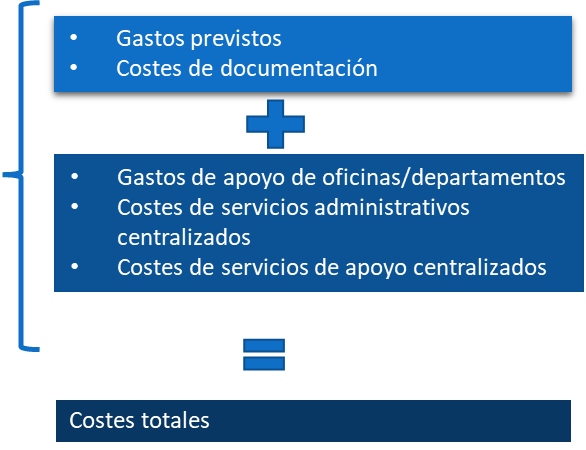 • Gastos previstos
• Costes de documentación
• Gastos de apoyo de oficinas/departamentos
• Costes de servicios administrativos
centralizados
• Costes de servicios de apoyo centralizados
Costes totales